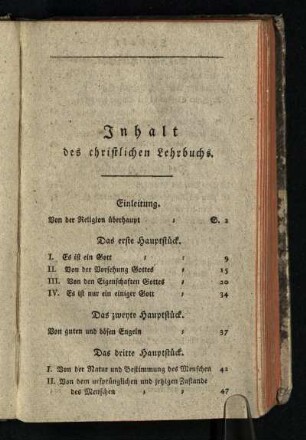 Inhalt
des christlichen Lehrbuchs.
Einleitung.
Von der Religion überhaupt = S. 2
Das erste Hauptstück.
I. Es ist ein Gott = = 9
II. Von der Vorsehung Gottes = 15
III. Von den Eigenschaften Gottes = 20
IV. Es ist nur ein einiger Gott = 34
Das zweyte Hauptstück.
Von guten und bösen Engeln = 37
Das dritte Hauptstück.
I. Von der Natur und Bestimmung des Menschen 42
II. Von dem ursprünglichen und jetzigen Zustande
des Menschen = = 47